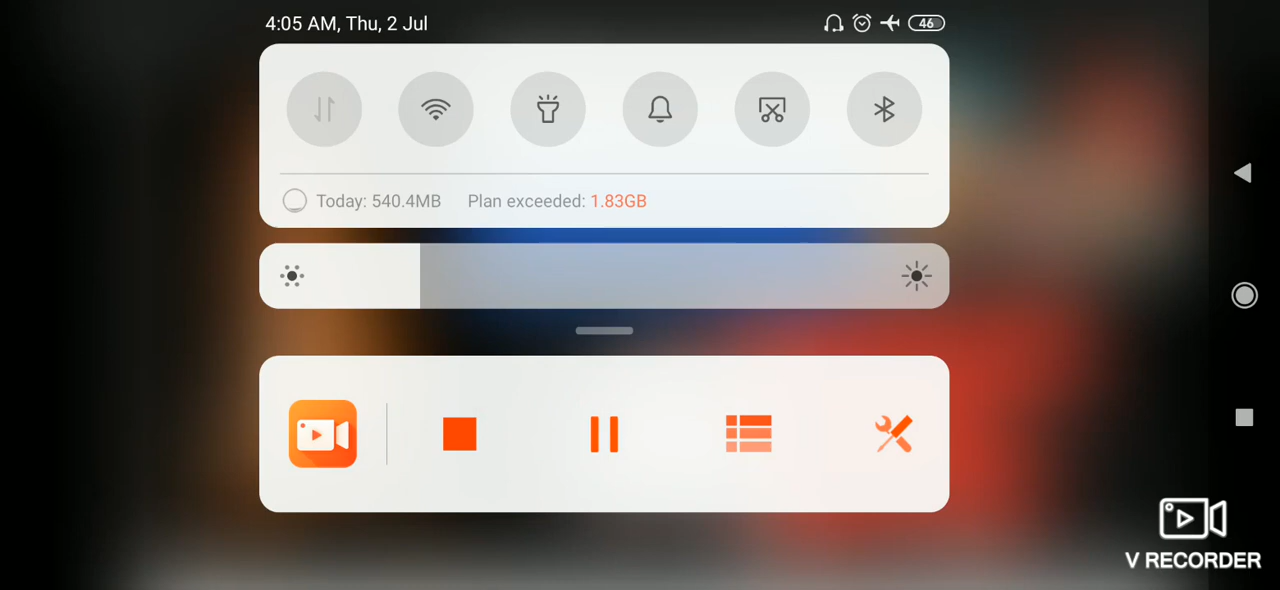 4:05 AM, Thu, 2 Jul
46
Today: 540.4MB Plan exceeded: 1.83GB
V RECORDER